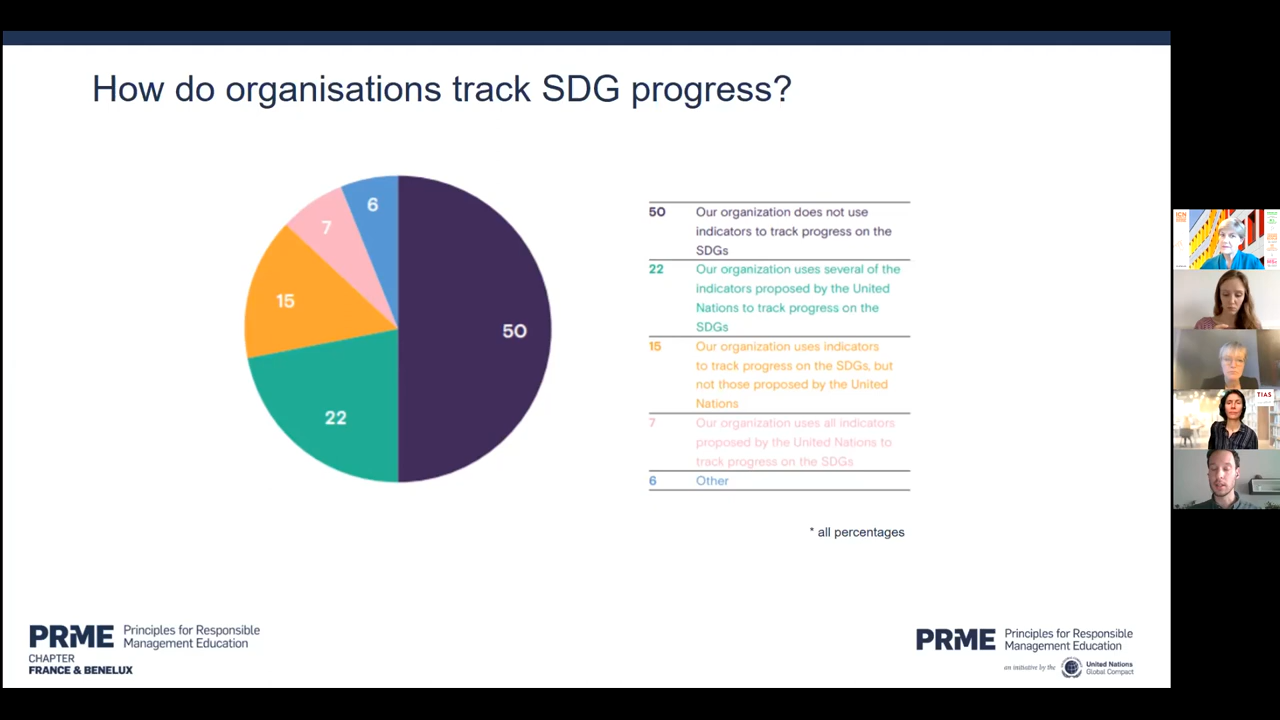 How do organisations track SDG progress?
6
7
15
50
22
50 Our organization does not use
indicators to track progress on the
SDGs
22 Our organization uses several of the
indicators proposed by the United
Nations to track progress on the
SDGs
15 Our organization uses indicators
to track progress on the SDGs, but
not those proposed by the United
Nations
7 Our organization uses all indicators
proposed by the United Nations to
track progress on the SDGs
6 Other
* all percentages
PRME Principles for Responsible
Management Education
CHAPTER
FRANCE & BENELUX
PRME Principles for Responsible
Management Education
an initiative by the United Nations
Global Compact
ICN
TIAS